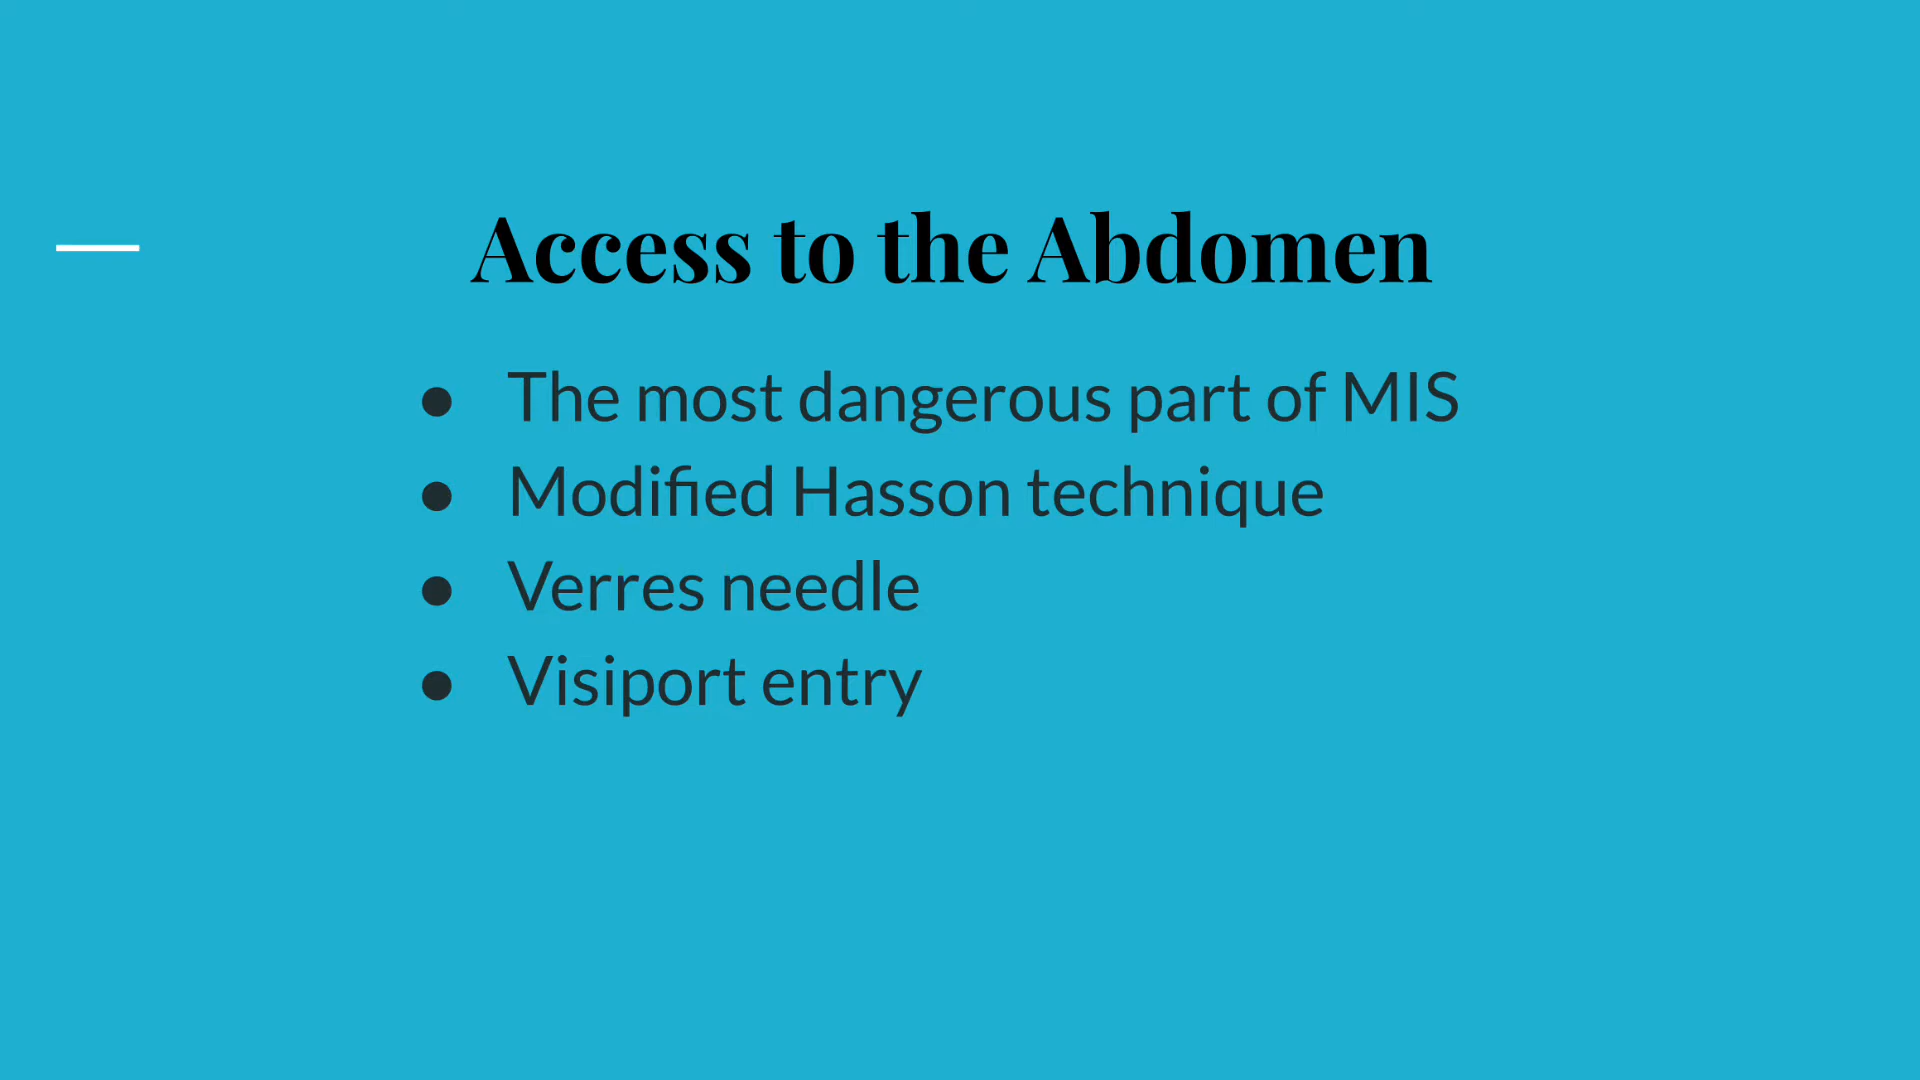 Access to the Abdomen
● The most dangerous part of MIS
● Modified Hasson technique
● Verres needle
● Visiport entry